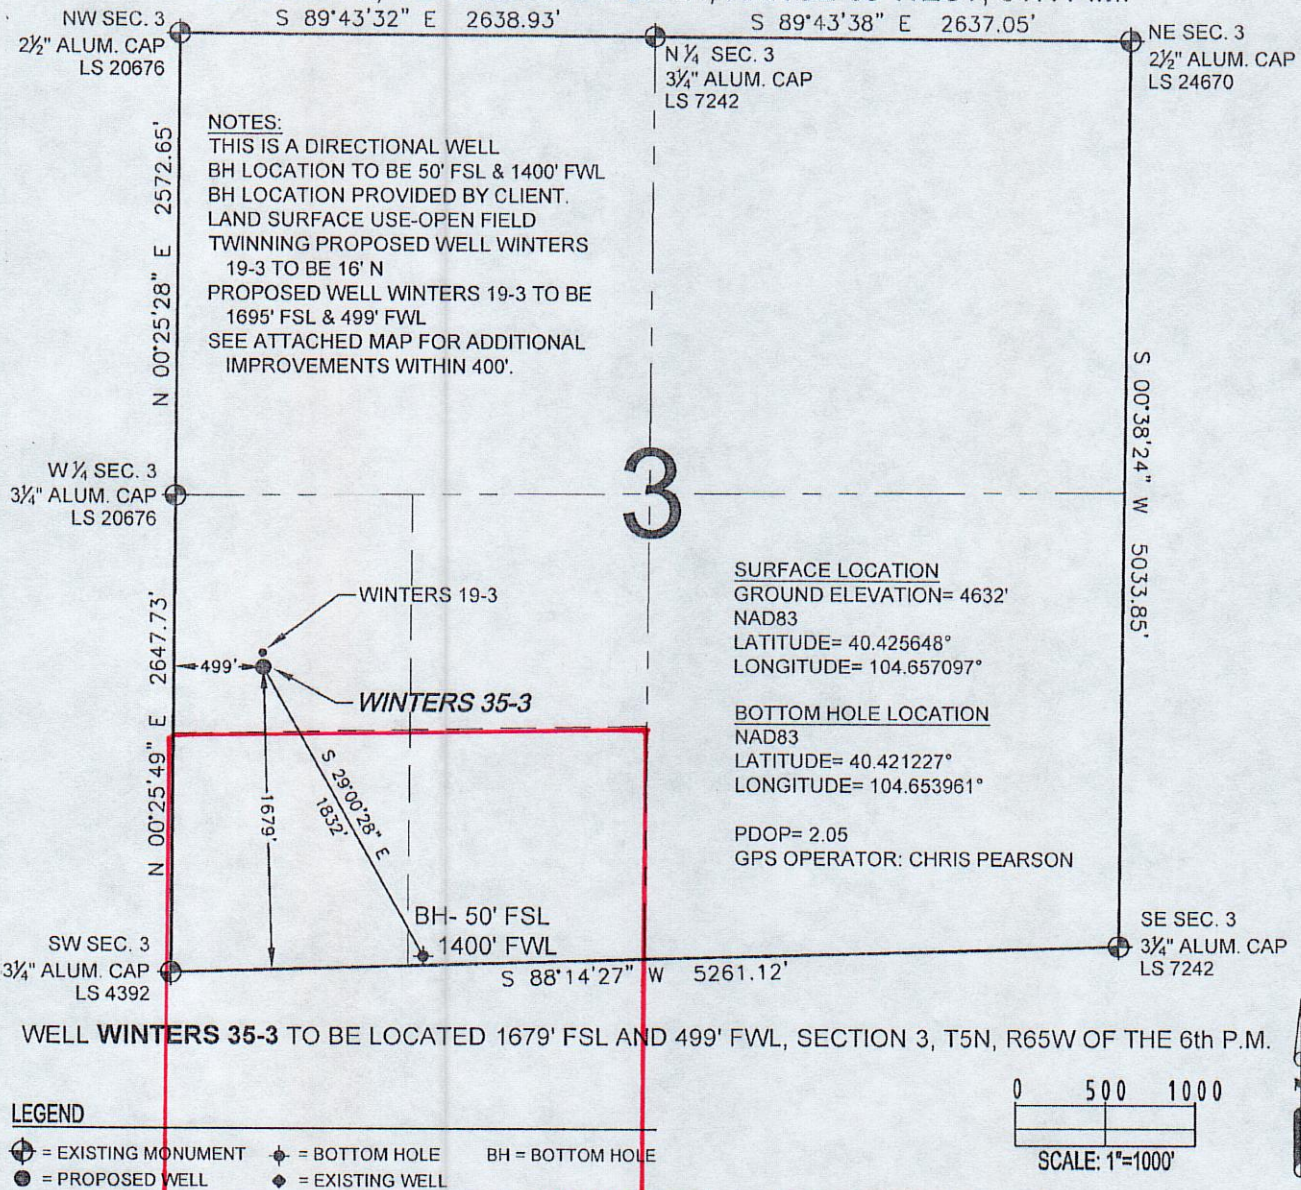 S 89°43'32" E 2638.93'
S 89°43'38" E 2637.05'
NW SEC. 3
2½" ALUM. CAP
LS 20676
N ¼ SEC. 3
3¼" ALUM. CAP
LS 7242
NE SEC. 3
2½" ALUM. CAP
LS 24670
NOTES:
THIS IS A DIRECTIONAL WELL
BH LOCATION TO BE 50' FSL & 1400' FWL
BH LOCATION PROVIDED BY CLIENT.
LAND SURFACE USE-OPEN FIELD
TWINNING PROPOSED WELL WINTERS
19-3 TO BE 16' N
PROPOSED WELL WINTERS 19-3 TO BE
1695' FSL & 499' FWL
SEE ATTACHED MAP FOR ADDITIONAL
IMPROVEMENTS WITHIN 400'.
N 00°25'28" E 2572.65'
S 00°38'24" W 5033.85'
W ¼ SEC. 3
3¼" ALUM. CAP
LS 20676
3
WINTERS 19-3
499'
WINTERS 35-3
N 00°25'49" E 2647.73'
1679'
S 29°00'28" E
1832'
SURFACE LOCATION
GROUND ELEVATION= 4632'
NAD83
LATITUDE= 40.425648°
LONGITUDE= 104.657097°
BOTTOM HOLE LOCATION
NAD83
LATITUDE= 40.421227°
LONGITUDE= 104.653961°
PDOP= 2.05
GPS OPERATOR: CHRIS PEARSON
BH- 50' FSL
1400' FWL
SW SEC. 3
3¼" ALUM. CAP
LS 4392
S 88°14'27" W 5261.12'
SE SEC. 3
3¼" ALUM. CAP
LS 7242
WELL WINTERS 35-3 TO BE LOCATED 1679' FSL AND 499' FWL, SECTION 3, T5N, R65W OF THE 6th P.M.
LEGEND
= EXISTING MONUMENT = BOTTOM HOLE BH = BOTTOM HOLE
= PROPOSED WELL = EXISTING WELL
0 500 1000
SCALE: 1"=1000'